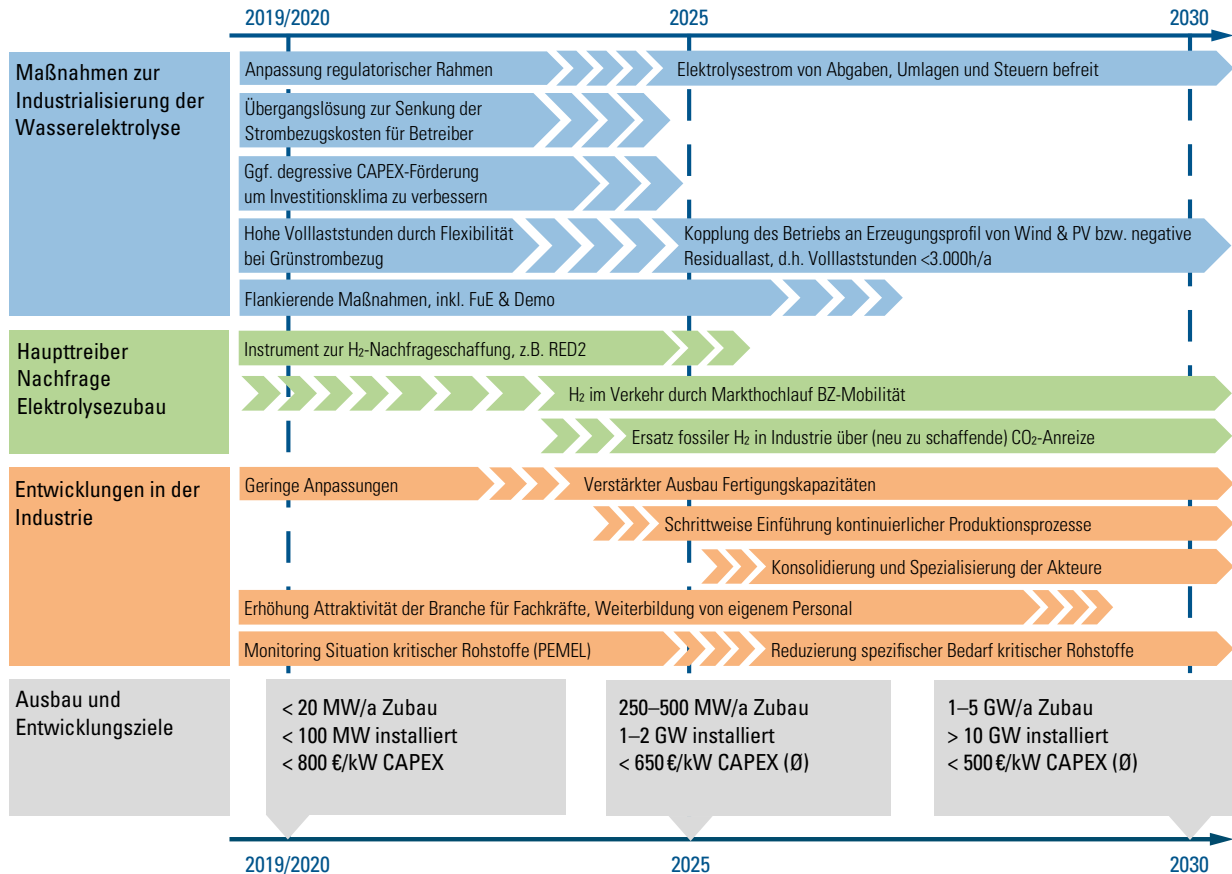 2019/2020
2025
2030
Maßnahmen zur
Industrialisierung der
Wasserelektrolyse
Anpassung regulatorischer Rahmen
Elektrolysestrom von Abgaben, Umlagen und Steuern befreit
Übergangslösung zur Senkung der
Strombezugskosten für Betreiber
Ggf. degressive CAPEX-Förderung
um Investitionsklima zu verbessern
Hohe Volllaststunden durch Flexibilität
bei Grünstrombezug
Kopplung des Betriebs an Erzeugungsprofil von Wind & PV bzw. negative
Residuallast, d.h. Volllaststunden <3.000h/a
Flankierende Maßnahmen, inkl. FuE & Demo
Haupttreiber
Nachfrage
Elektrolysezubau
Instrument zur H₂-Nachfrageschaffung, z.B. RED2
H₂ im Verkehr durch Markthochlauf BZ-Mobilität
Ersatz fossiler H₂ in Industrie über (neu zu schaffende) CO₂-Anreize
Entwicklungen in der
Industrie
Geringe Anpassungen
Verstärkter Ausbau Fertigungskapazitäten
Schrittweise Einführung kontinuierlicher Produktionsprozesse
Konsolidierung und Spezialisierung der Akteure
Erhöhung Attraktivität der Branche für Fachkräfte, Weiterbildung von eigenem Personal
Monitoring Situation kritischer Rohstoffe (PEMEL)
Reduzierung spezifischer Bedarf kritischer Rohstoffe
Ausbau und
Entwicklungsziele
< 20 MW/a Zubau
< 100 MW installiert
< 800 €/kW CAPEX
250–500 MW/a Zubau
1–2 GW installiert
< 650 €/kW CAPEX (Ø)
1–5 GW/a Zubau
> 10 GW installiert
< 500 €/kW CAPEX (Ø)
2019/2020
2025
2030